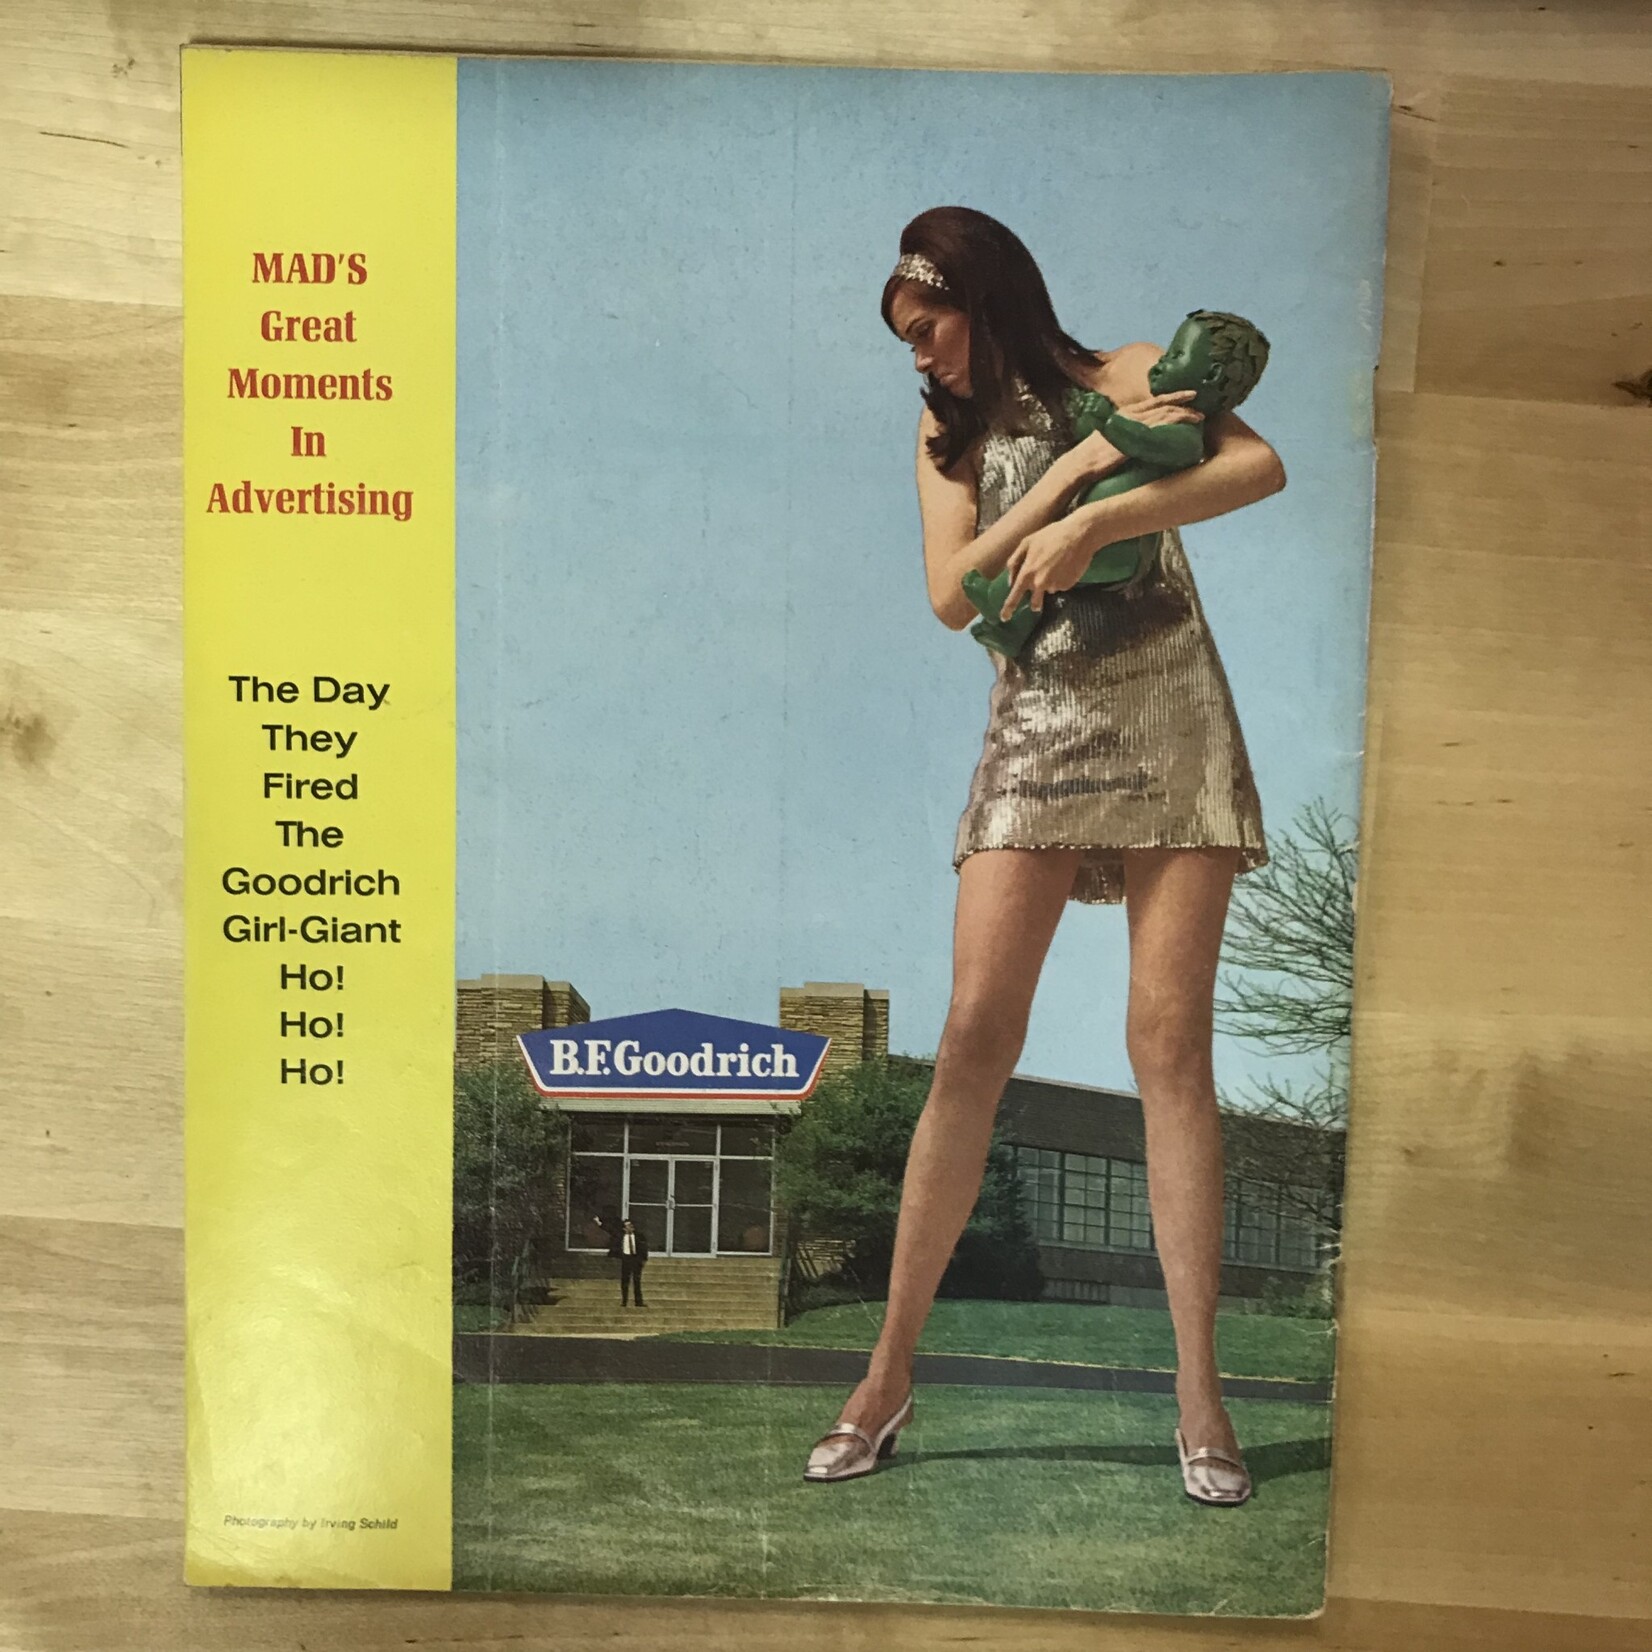 MAD'S
Great
Moments
In
Advertising
The Day
They
Fired
The
Goodrich
Girl-Giant
Ho!
Ho!
Ho!
Photography by Irving Schild
B.F.Goodrich